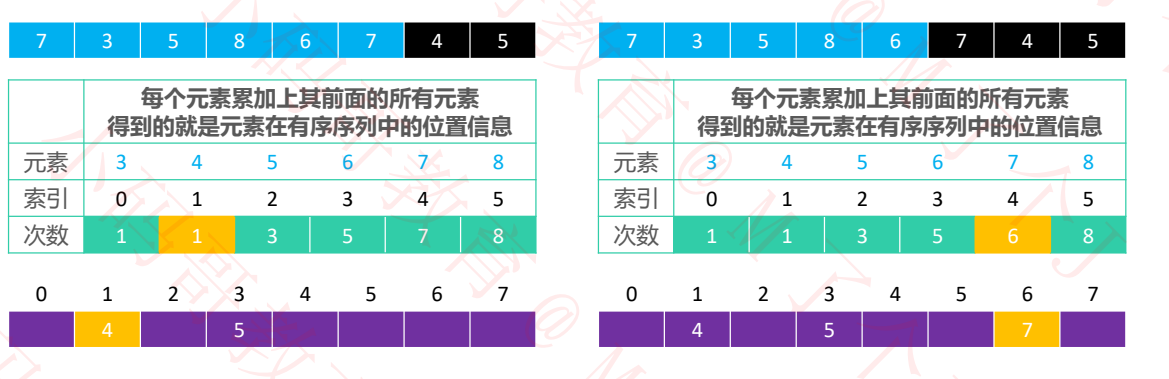 7 3 5 8 6 7 4 5
每个元素累加上其前面的所有元素
得到的就是元素在有序序列中的位置信息
元素 3 4 5 6 7 8
索引 0 1 2 3 4 5
次数 1 1 3 5 7 8
0 1 2 3 4 5 6 7
4 5
7 3 5 8 6 7 4 5
每个元素累加上其前面的所有元素
得到的就是元素在有序序列中的位置信息
元素 3 4 5 6 7 8
索引 0 1 2 3 4 5
次数 1 1 3 5 6 8
0 1 2 3 4 5 6 7
4 5 7